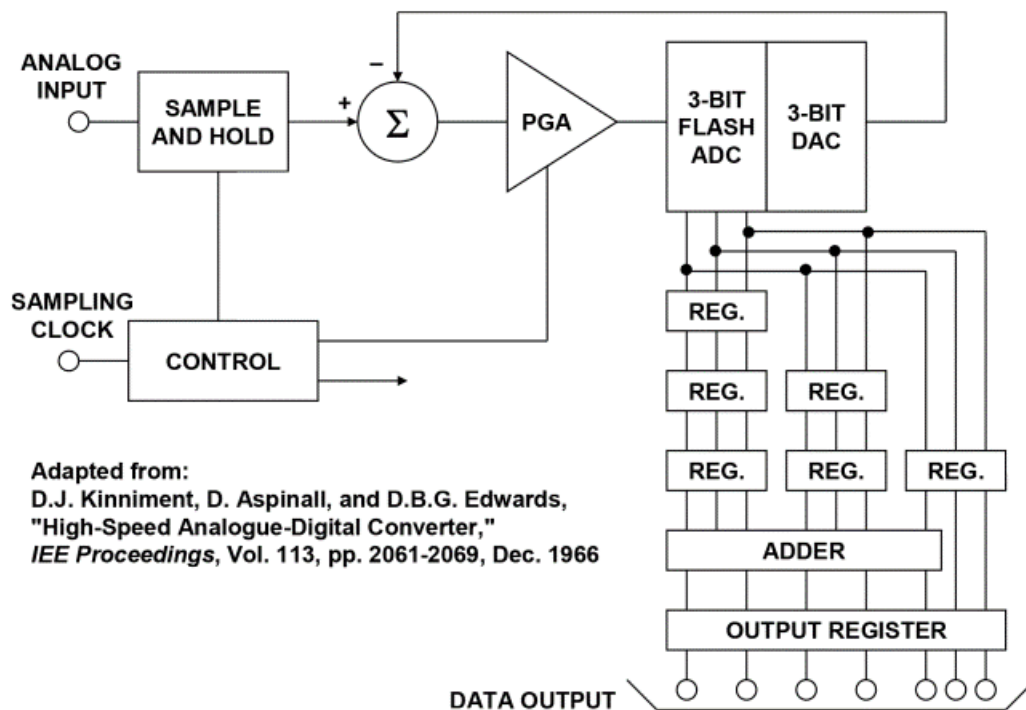 ANALOG
INPUT
SAMPLE
AND HOLD
+
−
Σ
PGA
3-BIT
FLASH
ADC
3-BIT
DAC
SAMPLING
CLOCK
CONTROL
REG.
REG.
REG.
REG.
REG.
REG.
ADDER
OUTPUT REGISTER
DATA OUTPUT
Adapted from:
D.J. Kinniment, D. Aspinall, and D.B.G. Edwards,
"High-Speed Analogue-Digital Converter,"
IEE Proceedings, Vol. 113, pp. 2061-2069, Dec. 1966